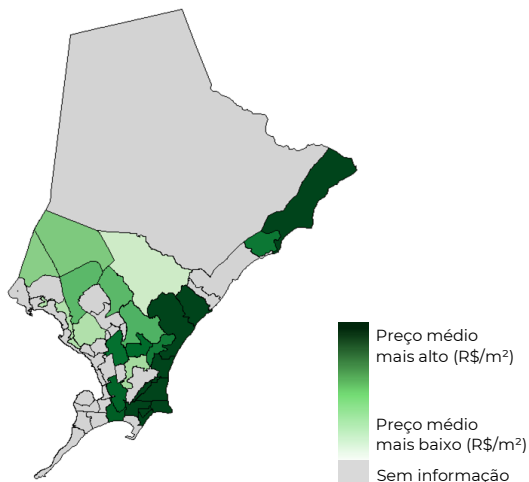 Preço médio
mais alto (R$/m²)
Preço médio
mais baixo (R$/m²)
Sem informação